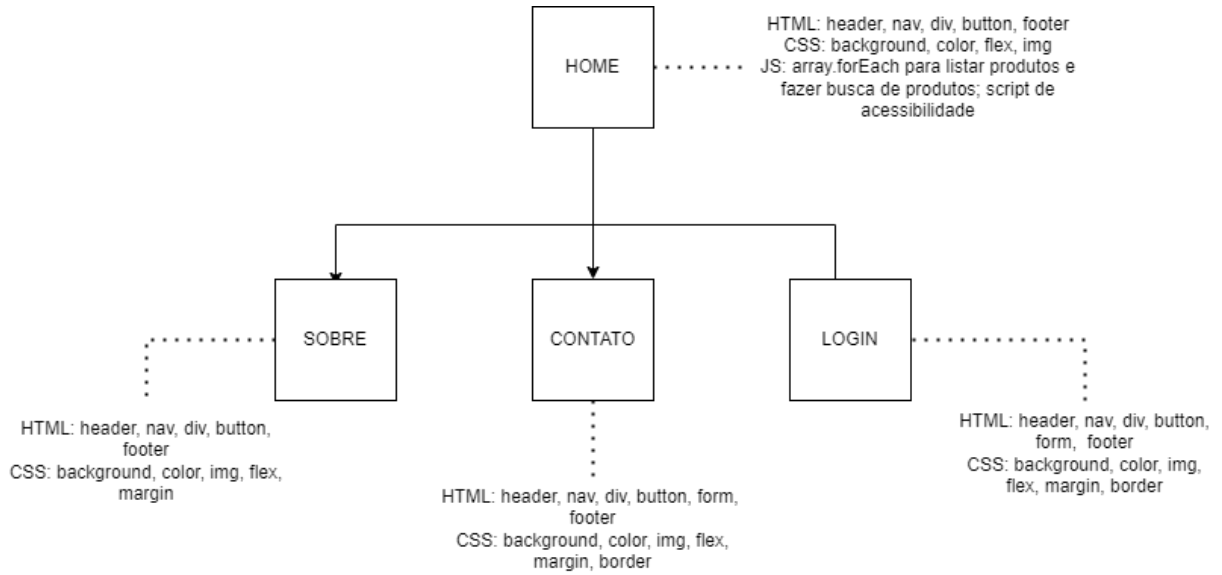 HOME
HTML: header, nav, div, button, footer
CSS: background, color, flex, img
JS: array.forEach para listar produtos e
fazer busca de produtos; script de
acessibilidade
SOBRE
CONTATO
LOGIN
HTML: header, nav, div, button,
footer
CSS: background, color, img, flex,
margin
HTML: header, nav, div, button, form,
footer
CSS: background, color, img, flex,
margin, border
HTML: header, nav, div, button,
form, footer
CSS: background, color, img,
flex, margin, border